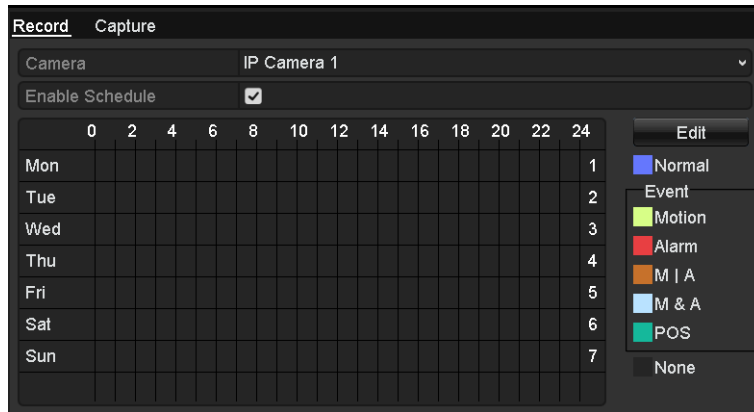 Record Capture
Camera IP Camera 1
Enable Schedule
0 2 4 6 8 10 12 14 16 18 20 22 24
Edit
Mon 1
Normal
Tue 2
Event
Motion
Wed 3
Alarm
Thu 4
M | A
Fri 5
M & A
Sat 6
POS
Sun 7
None